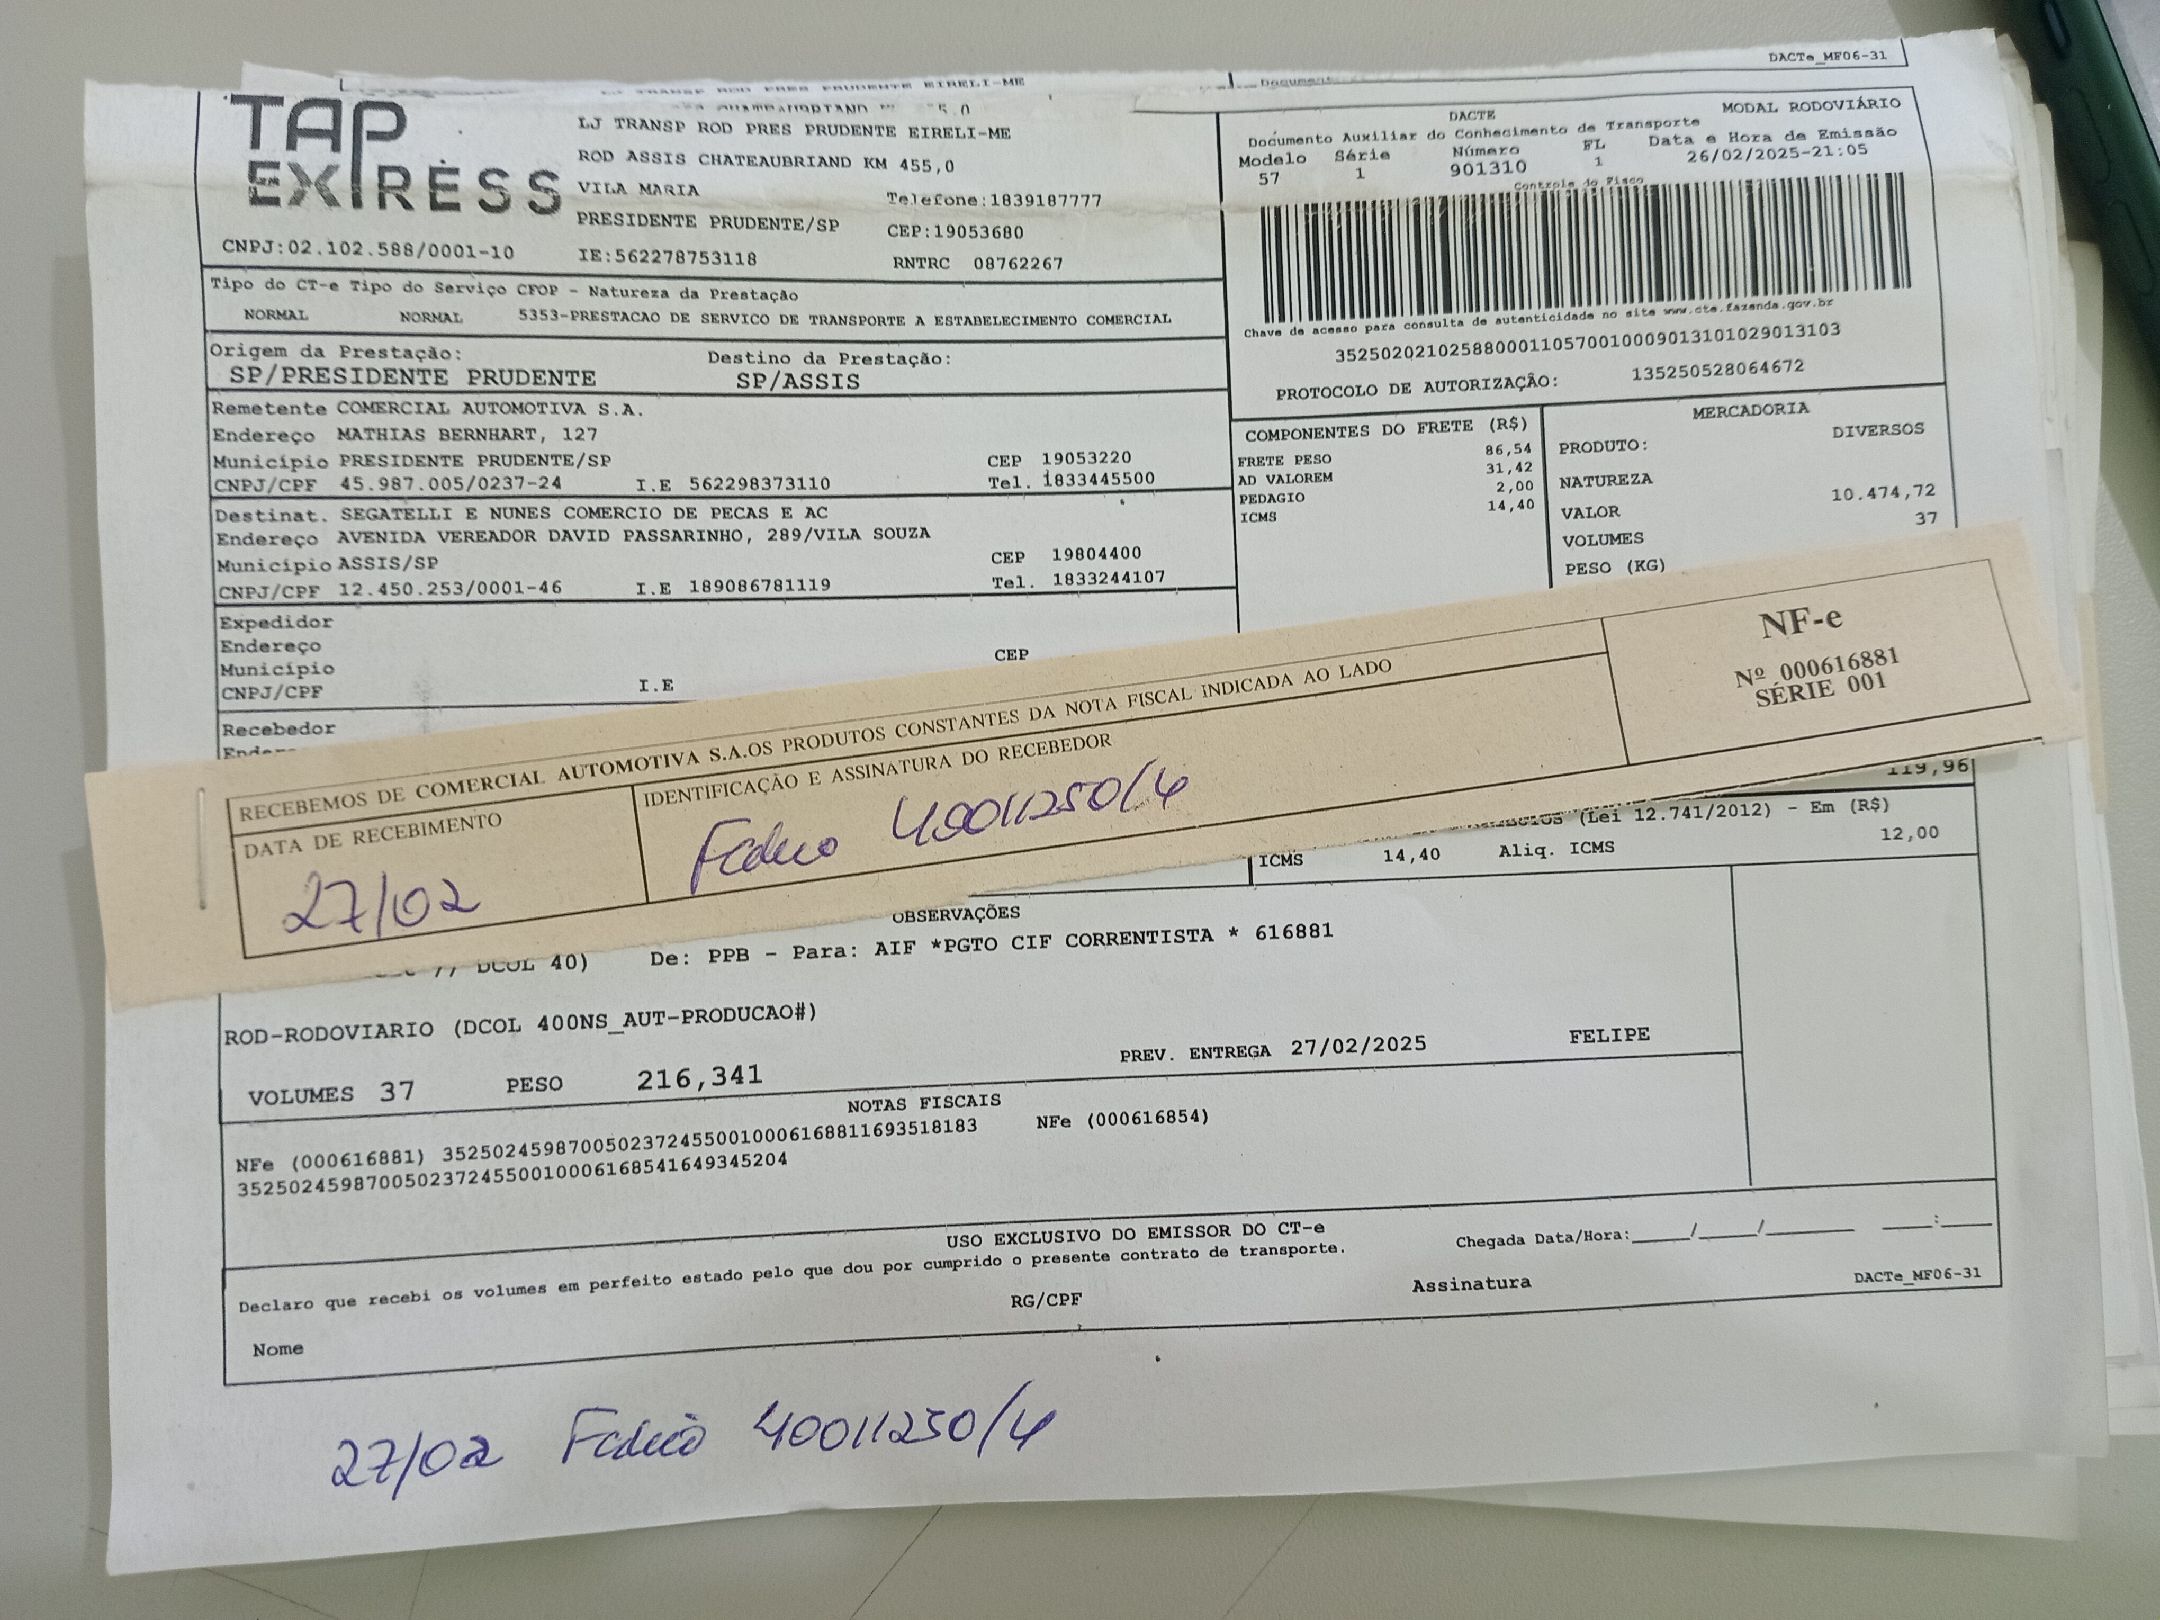 DACTe_MF06-31
EIRELI-ME
TAP
EXPRESS
LJ TRANSP ROD PRES PRUDENTE EIRELI-ME
ROD ASSIS CHATEAUBRIAND KM 455,0
VILA MARIA
Telefone:1839187777
PRESIDENTE PRUDENTE/SP
CEP:19053680
CNPJ:02.102.588/0001-10
IE:562278753118
RNTRC 08762267
DACTE
MODAL RODOVIÁRIO
Documento Auxiliar do Conhecimento de Transporte
Modelo Série Número FL Data e Hora de Emissão
57 1 901310 1 26/02/2025-21:05
Controle do Fisco
Chave de acesso para consulta de autenticidade no site www.cte.fazenda.gov.br
35250202102588000110570010009013101029013103
PROTOCOLO DE AUTORIZAÇÃO: 135250528064672
Tipo do CT-e Tipo do Serviço CFOP - Natureza da Prestação
NORMAL NORMAL 5353-PRESTACAO DE SERVICO DE TRANSPORTE A ESTABELECIMENTO COMERCIAL
Origem da Prestação: Destino da Prestação:
SP/PRESIDENTE PRUDENTE SP/ASSIS
Remetente COMERCIAL AUTOMOTIVA S.A.
Endereço MATHIAS BERNHART, 127
Município PRESIDENTE PRUDENTE/SP CEP 19053220
CNPJ/CPF 45.987.005/0237-24 I.E 562298373110 Tel. 1833445500
Destinat. SEGATELLI E NUNES COMERCIO DE PECAS E AC
Endereço AVENIDA VEREADOR DAVID PASSARINHO, 289/VILA SOUZA
Município ASSIS/SP CEP 19804400
CNPJ/CPF 12.450.253/0001-46 I.E 189086781119 Tel. 1833244107
Expedidor
Endereço
Município CEP
CNPJ/CPF I.E
Recebedor
COMPONENTES DO FRETE (R$)
FRETE PESO 86,54
AD VALOREM 31,42
PEDAGIO 2,00
ICMS 14,40
MERCADORIA
PRODUTO: DIVERSOS
NATUREZA
VALOR 10.474,72
VOLUMES 37
PESO (KG)
RECEBEMOS DE COMERCIAL AUTOMOTIVA S.A.OS PRODUTOS CONSTANTES DA NOTA FISCAL INDICADA AO LADO
DATA DE RECEBIMENTO
IDENTIFICAÇÃO E ASSINATURA DO RECEBEDOR
27/02
40011250/4
NF-e
Nº 000616881
SÉRIE 001
119,96
(Lei 12.741/2012) - Em (R$)
ICMS 14,40 Aliq. ICMS 12,00
OBSERVAÇÕES
DCOL 40) De: PPB - Para: AIF *PGTO CIF CORRENTISTA * 616881
ROD-RODOVIARIO (DCOL 400NS_AUT-PRODUCAO#)
PREV. ENTREGA 27/02/2025 FELIPE
VOLUMES 37 PESO 216,341
NOTAS FISCAIS
NFe (000616881) 35250245987005023724550010006168811693518183 NFe (000616854)
35250245987005023724550010006168541649345204
USO EXCLUSIVO DO EMISSOR DO CT-e
Declaro que recebi os volumes em perfeito estado pelo que dou por cumprido o presente contrato de transporte.
Chegada Data/Hora:____/____/______ ____:____
Nome RG/CPF Assinatura
DACTe_MF06-31
27/02 40011250/4